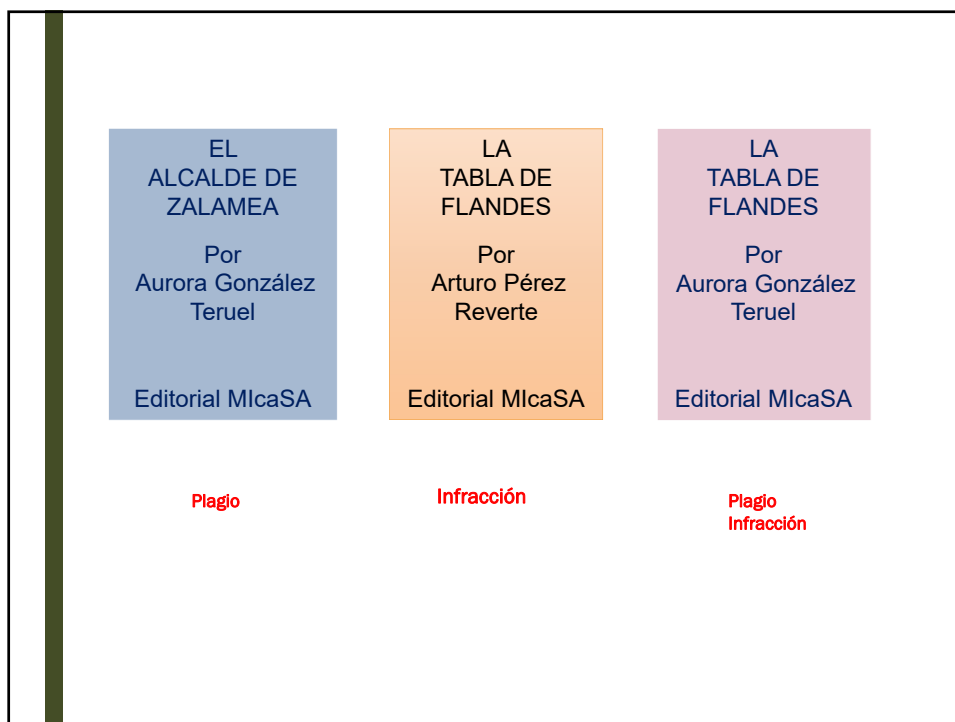 EL
ALCALDE DE
ZALAMEA
Por
Aurora González
Teruel
Editorial MIcaSA
LA
TABLA DE
FLANDES
Por
Arturo Pérez
Reverte
Editorial MIcaSA
LA
TABLA DE
FLANDES
Por
Aurora González
Teruel
Editorial MIcaSA
Plagio
Infracción
Plagio
Infracción